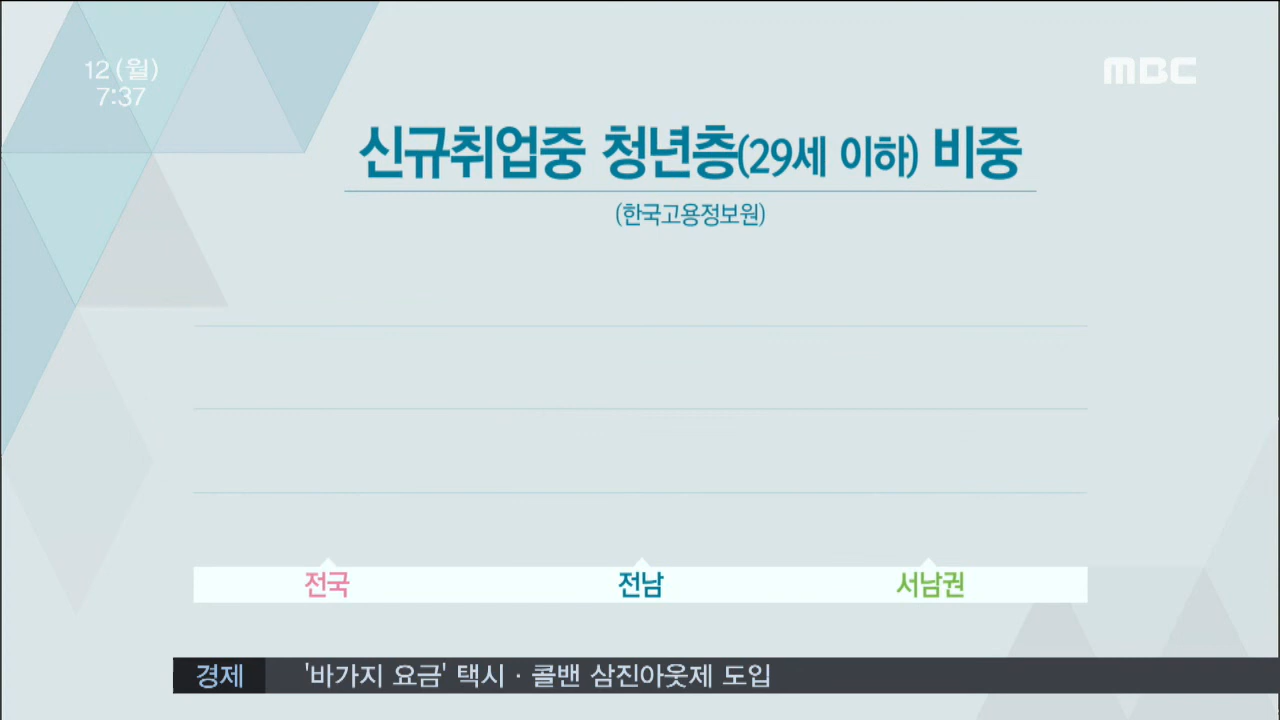 12 (월)
7:37
MBC
신규취업중 청년층(29세 이하) 비중
(한국고용정보원)
전국 전남 서남권
경제 '바가지 요금' 택시·콜밴 삼진아웃제 도입